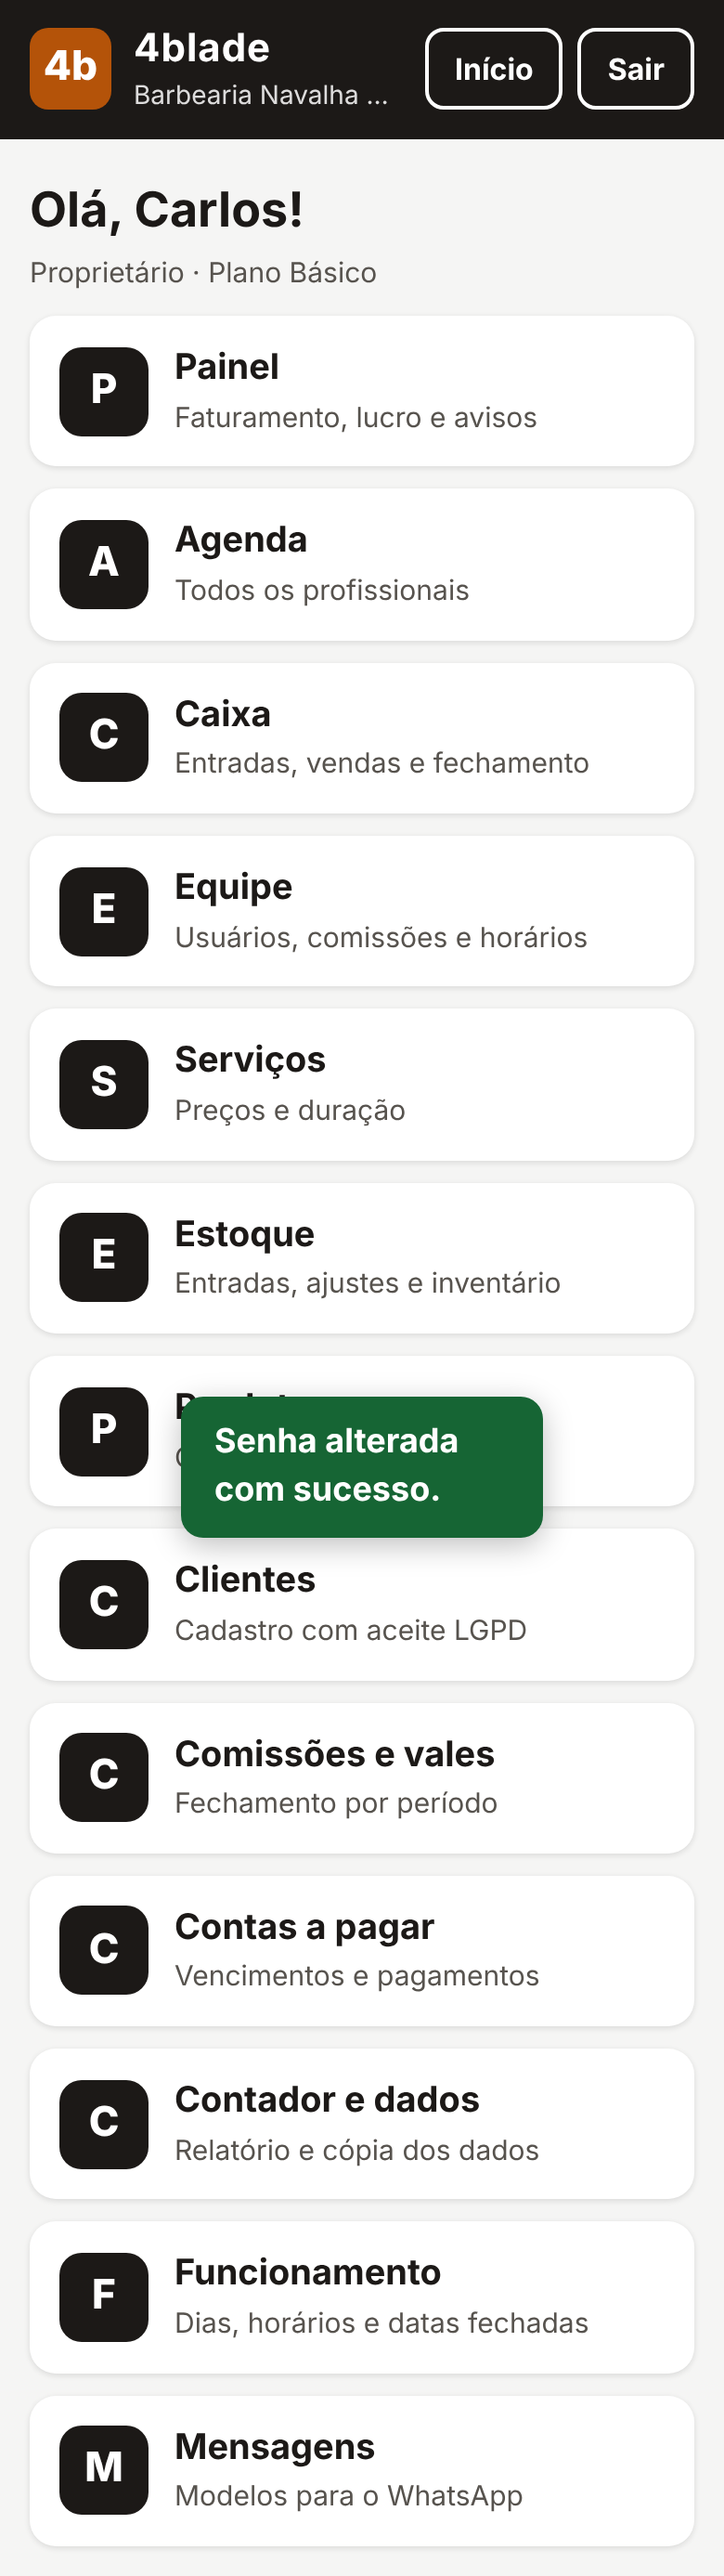 4b
4blade
Barbearia Navalha ...
Início
Sair
Olá, Carlos!
Proprietário · Plano Básico
P
Painel
Faturamento, lucro e avisos
A
Agenda
Todos os profissionais
C
Caixa
Entradas, vendas e fechamento
E
Equipe
Usuários, comissões e horários
S
Serviços
Preços e duração
E
Estoque
Entradas, ajustes e inventário
P
Senha alterada
com sucesso.
C
Clientes
Cadastro com aceite LGPD
C
Comissões e vales
Fechamento por período
C
Contas a pagar
Vencimentos e pagamentos
C
Contador e dados
Relatório e cópia dos dados
F
Funcionamento
Dias, horários e datas fechadas
M
Mensagens
Modelos para o WhatsApp